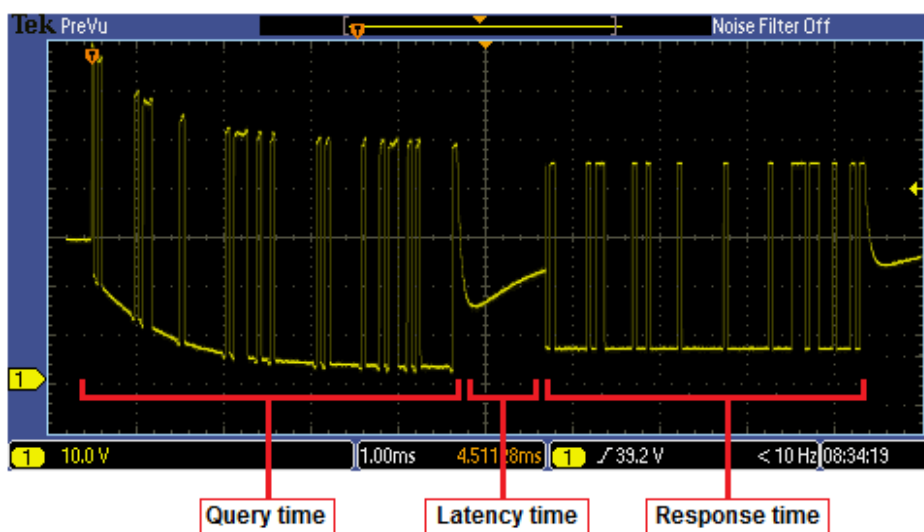 Tek PreVu Noise Filter Off
T
T
1
1 10.0 V 1.00ms 4.51128ms 1 39.2 V < 10 Hz 08:34:19
Query time Latency time Response time